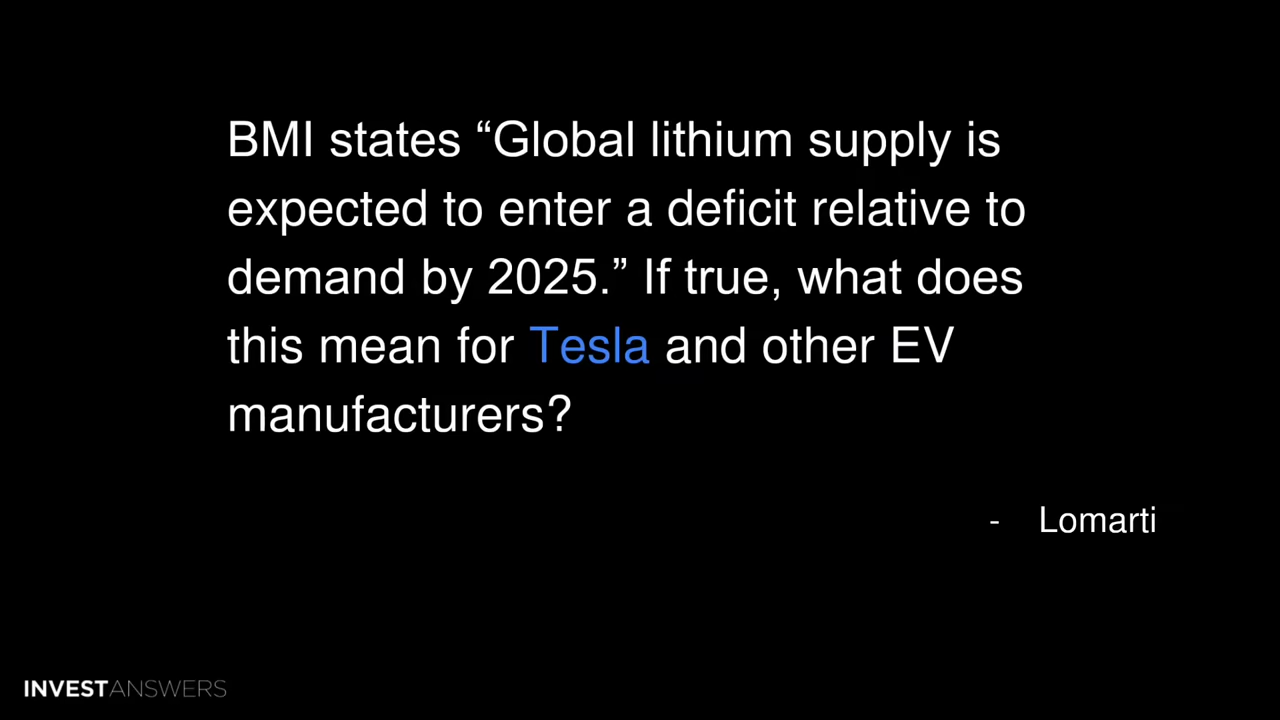 BMI states “Global lithium supply is
expected to enter a deficit relative to
demand by 2025.” If true, what does
this mean for Tesla and other EV
manufacturers?
- Lomarti
INVESTANSWERS